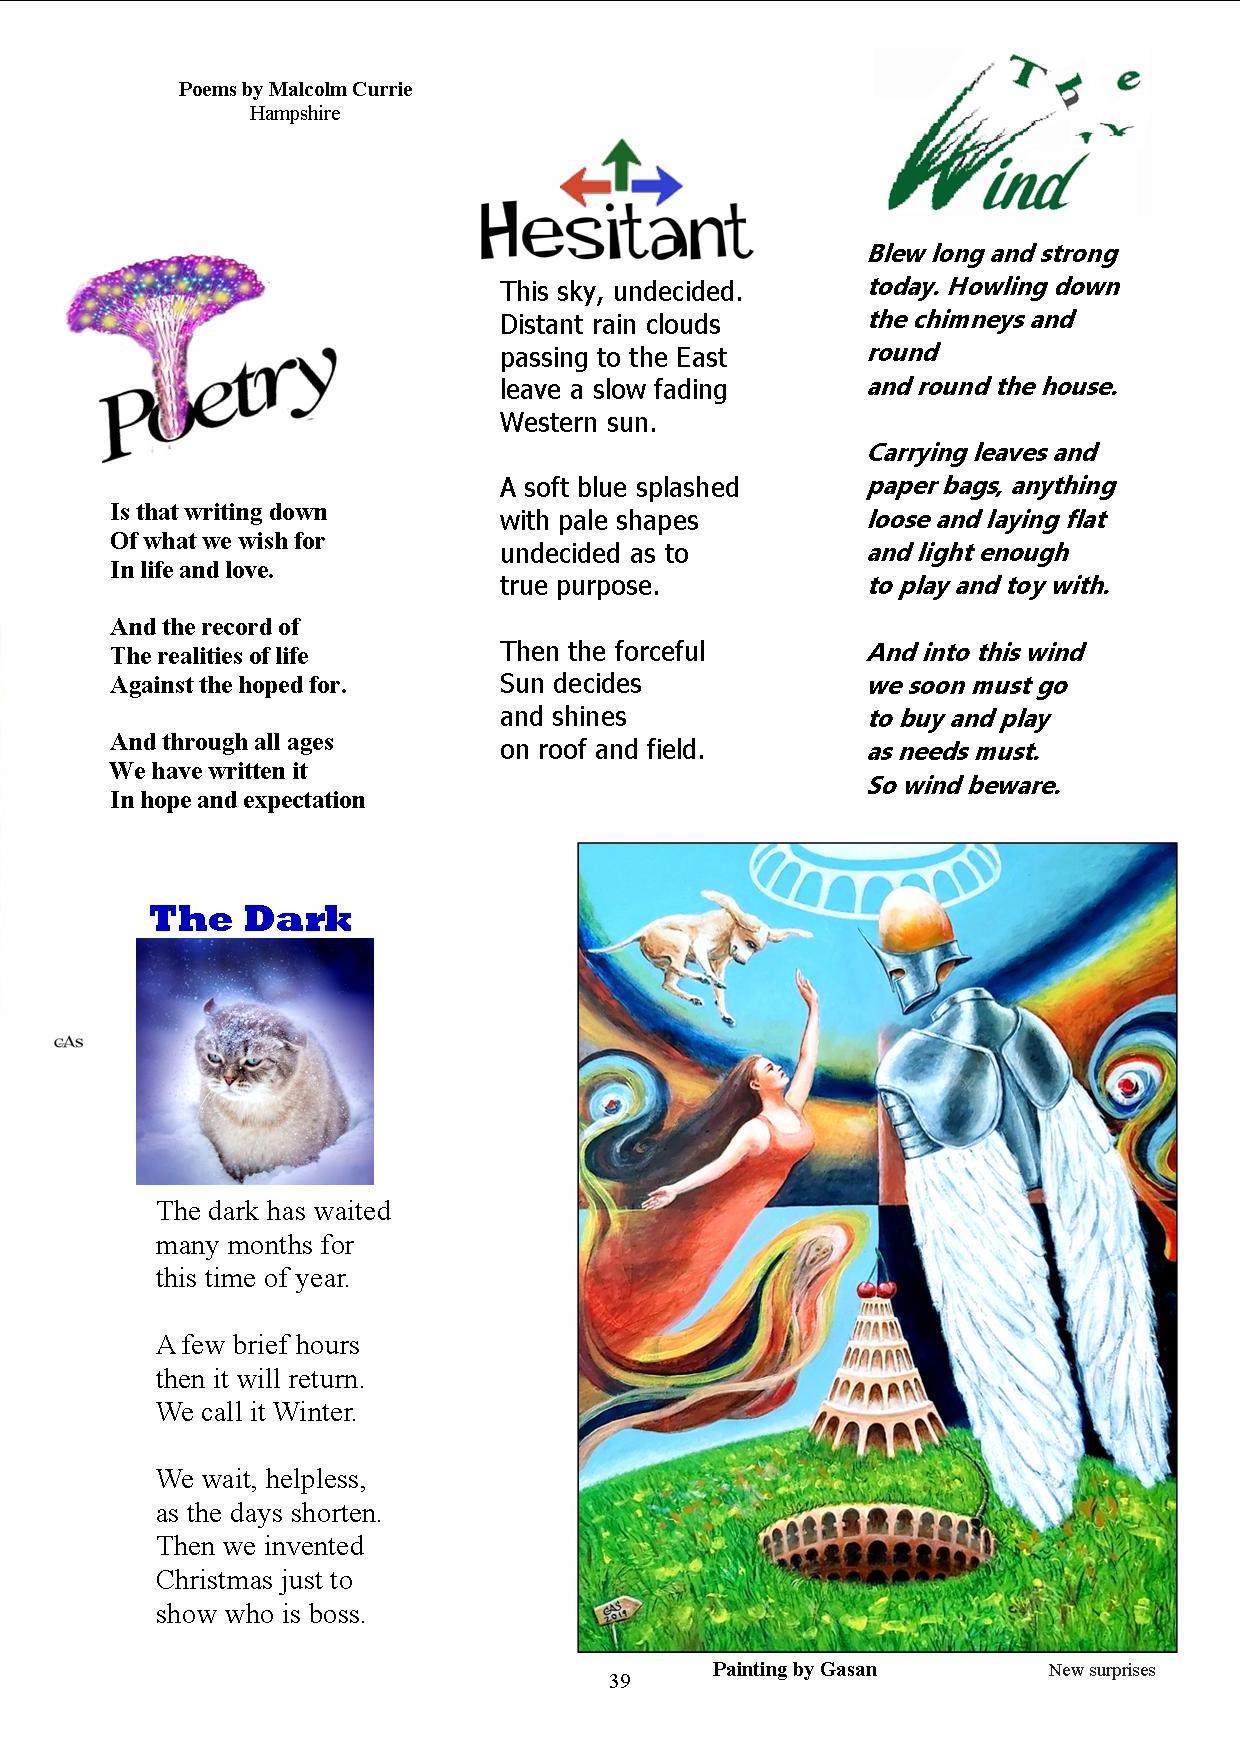 Poems by Malcolm Currie
Hampshire
Poetry
Is that writing down
Of what we wish for
In life and love.
And the record of
The realities of life
Against the hoped for.
And through all ages
We have written it
In hope and expectation
Hesitant
This sky, undecided.
Distant rain clouds
passing to the East
leave a slow fading
Western sun.
A soft blue splashed
with pale shapes
undecided as to
true purpose.
Then the forceful
Sun decides
and shines
on roof and field.
The
Wind
Blew long and strong
today. Howling down
the chimneys and
round
and round the house.
Carrying leaves and
paper bags, anything
loose and laying flat
and light enough
to play and toy with.
And into this wind
we soon must go
to buy and play
as needs must.
So wind beware.
The Dark
cAs
The dark has waited
many months for
this time of year.
A few brief hours
then it will return.
We call it Winter.
We wait, helpless,
as the days shorten.
Then we invented
Christmas just to
show who is boss.
GAS
2019
Painting by Gasan
New surprises
39